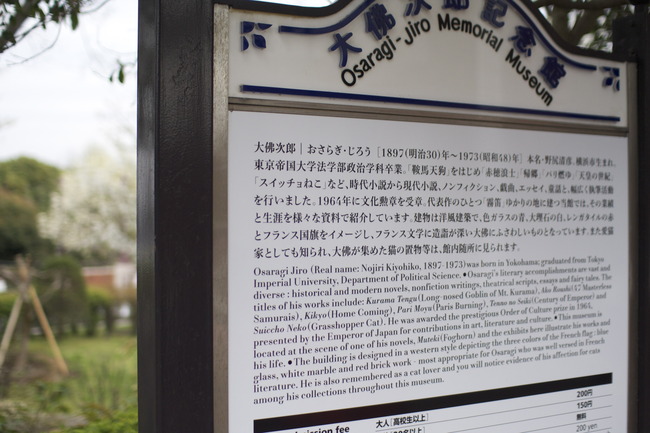 大佛次郎記念館
Osaragi-jiro Memorial Museum
大佛次郎｜おさらぎ・じろう［1897(明治30)年～1973(昭和48)年］本名・野尻清彦。横浜市生まれ。
東京帝国大学法学部政治学科卒業。「鞍馬天狗」をはじめ「赤穂浪士」「帰郷」「パリ燃ゆ」「天皇の世紀」
「スイッチョねこ」など、時代小説から現代小説、ノンフィクション、戯曲、エッセイ、童話と、幅広く執筆活動
を行いました。1964年に文化勲章を受章。代表作のひとつ「霧笛」ゆかりの地に建つ当館では、その業績
と生涯を様々な資料で紹介しています。建物は洋風建築で、色ガラスの青、大理石の白、レンガタイルの赤
とフランス国旗をイメージし、フランス文学に造詣が深い大佛にふさわしいものとなっています。また愛猫
家としても知られ、大佛が集めた猫の置物等は、館内随所に見られます。
Osaragi Jiro (Real name: Nojiri Kiyohiko, 1897-1973) was born in Yokohama; graduated from Tokyo
Imperial University, Department of Political Science. ●Osaragi's literary accomplishments are vast and
diverse : historical and modern novels, nonfiction writings, theatrical scripts, essays and fairy tales. The
titles of his works include: Kurama Tengu(Long-nosed Goblin of Mt. Kurama), Ako Roushi(47 Masterless
Samurais), Kikyo(Home Coming), Pari Moyu(Paris Burning), Tenno no Seiki(Century of Emperor) and
Suiccho Neko(Grasshopper Cat). He was awarded the prestigious Order of Culture prize in 1964,
presented by the Emperor of Japan for contributions in art, literature and culture. ●This museum is
located at the scene of one of his novels, Muteki(Foghorn) and the exhibits here illustrate his works and
his life. ●The building is designed in a western style depicting the three colors of the French flag : blue
glass, white marble and red brick work - most appropriate for Osaragi who was well versed in French
literature. He is also remembered as a cat lover and you will notice evidence of his affection for cats
among his collections throughout this museum.
fee 大人［高校生以上］ 200円
150円
無料
200 yen